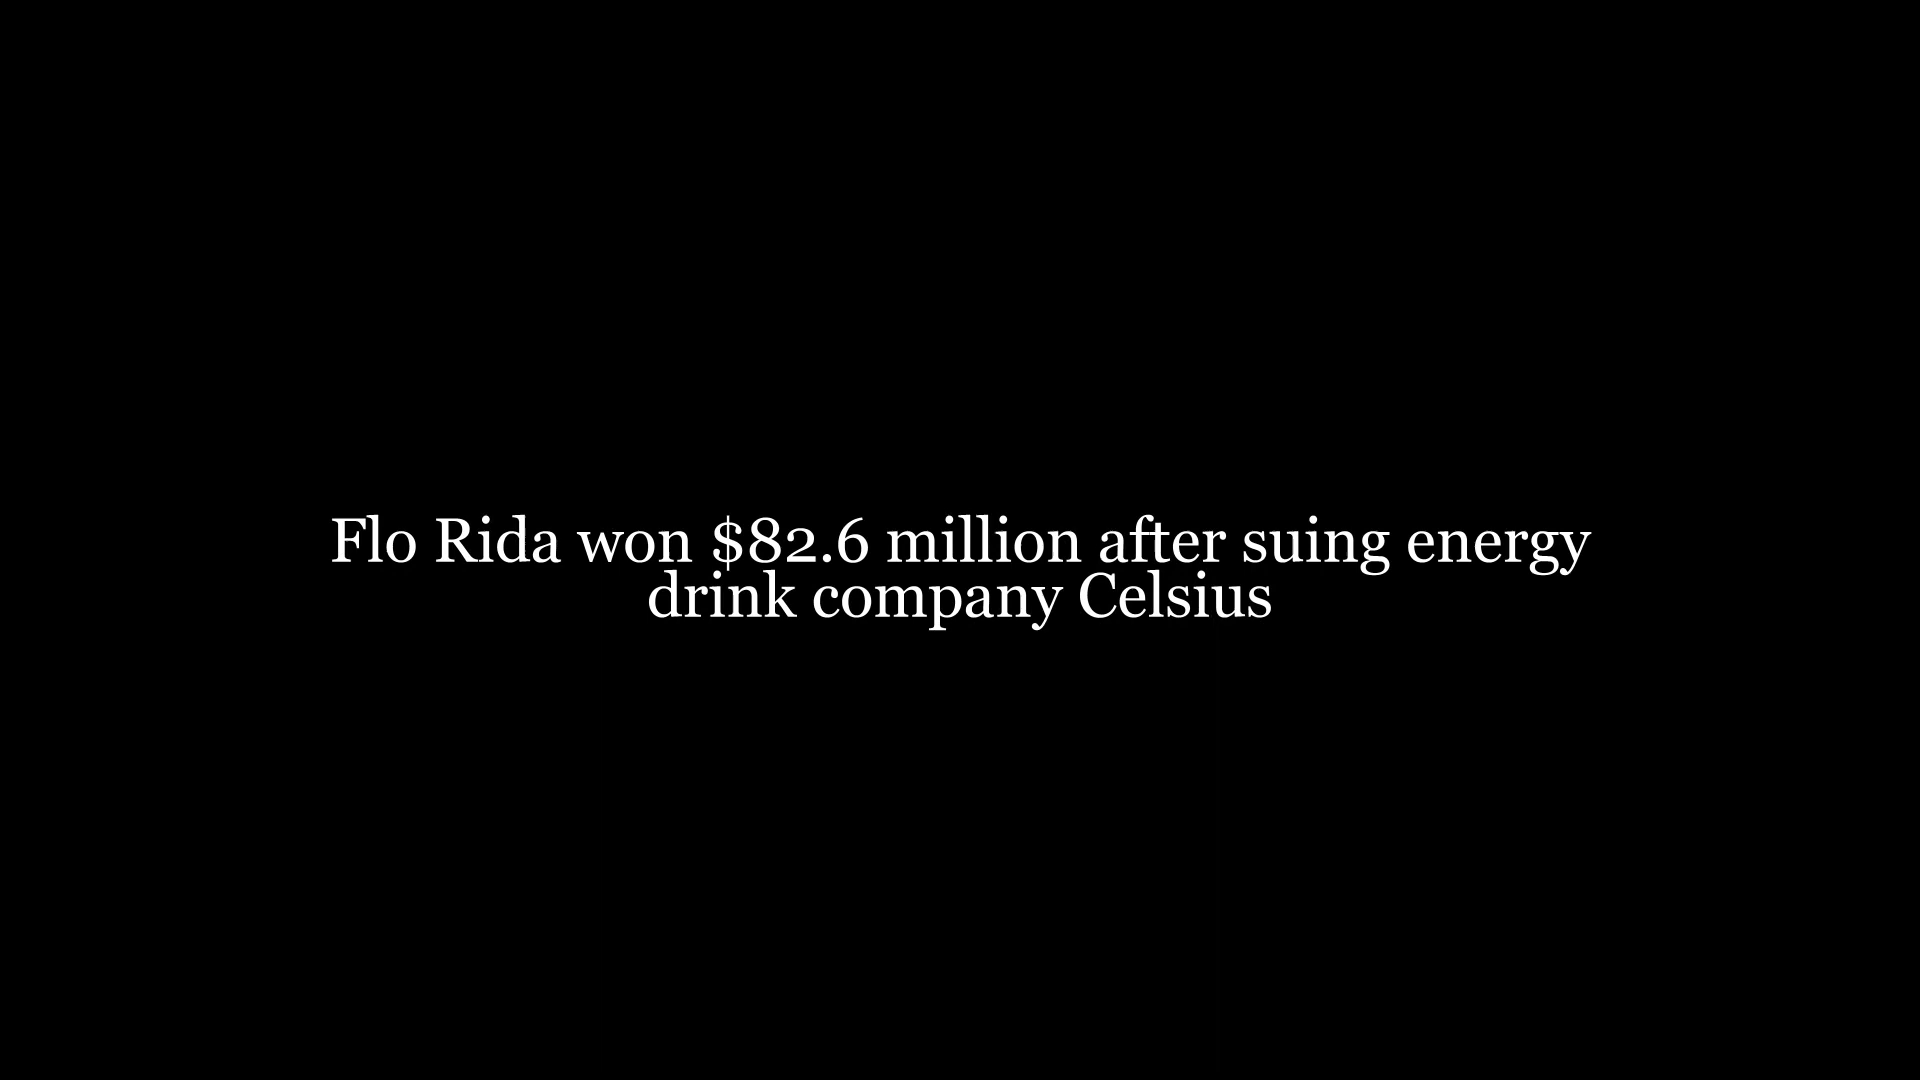 Flo Rida won $82.6 million after suing energy
drink company Celsius